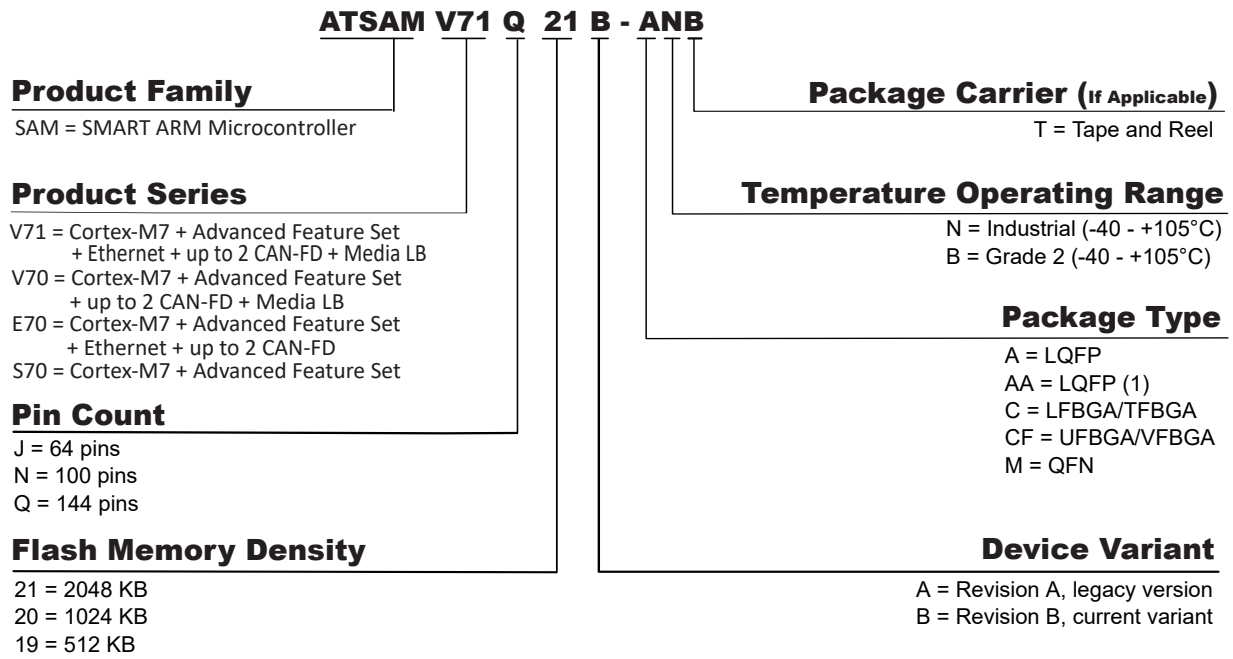 ATSAM V71 Q 21 B - ANB
Product Family
SAM = SMART ARM Microcontroller
Product Series
V71 = Cortex-M7 + Advanced Feature Set
+ Ethernet + up to 2 CAN-FD + Media LB
V70 = Cortex-M7 + Advanced Feature Set
+ up to 2 CAN-FD + Media LB
E70 = Cortex-M7 + Advanced Feature Set
+ Ethernet + up to 2 CAN-FD
S70 = Cortex-M7 + Advanced Feature Set
Pin Count
J = 64 pins
N = 100 pins
Q = 144 pins
Flash Memory Density
21 = 2048 KB
20 = 1024 KB
19 = 512 KB
Package Carrier (If Applicable)
T = Tape and Reel
Temperature Operating Range
N = Industrial (-40 - +105°C)
B = Grade 2 (-40 - +105°C)
Package Type
A = LQFP
AA = LQFP (1)
C = LFBGA/TFBGA
CF = UFBGA/VFBGA
M = QFN
Device Variant
A = Revision A, legacy version
B = Revision B, current variant